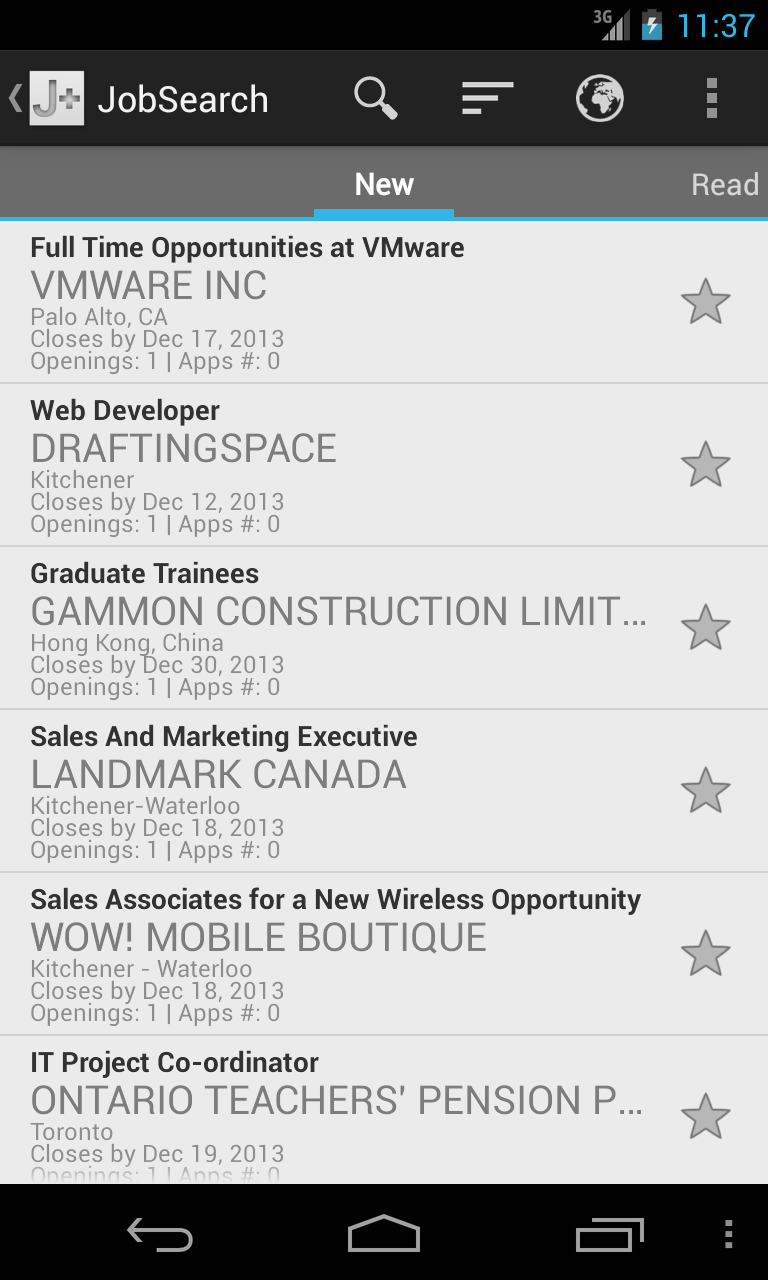 3G 11:37
J+ JobSearch
New Read
Full Time Opportunities at VMware
VMWARE INC
Palo Alto, CA
Closes by Dec 17, 2013
Openings: 1 | Apps #: 0
Web Developer
DRAFTINGSPACE
Kitchener
Closes by Dec 12, 2013
Openings: 1 | Apps #: 0
Graduate Trainees
GAMMON CONSTRUCTION LIMIT...
Hong Kong, China
Closes by Dec 30, 2013
Openings: 1 | Apps #: 0
Sales And Marketing Executive
LANDMARK CANADA
Kitchener-Waterloo
Closes by Dec 18, 2013
Openings: 1 | Apps #: 0
Sales Associates for a New Wireless Opportunity
WOW! MOBILE BOUTIQUE
Kitchener - Waterloo
Closes by Dec 18, 2013
Openings: 1 | Apps #: 0
IT Project Co-ordinator
ONTARIO TEACHERS' PENSION P...
Toronto
Closes by Dec 19, 2013
Openings: 1 | Apps #: 0